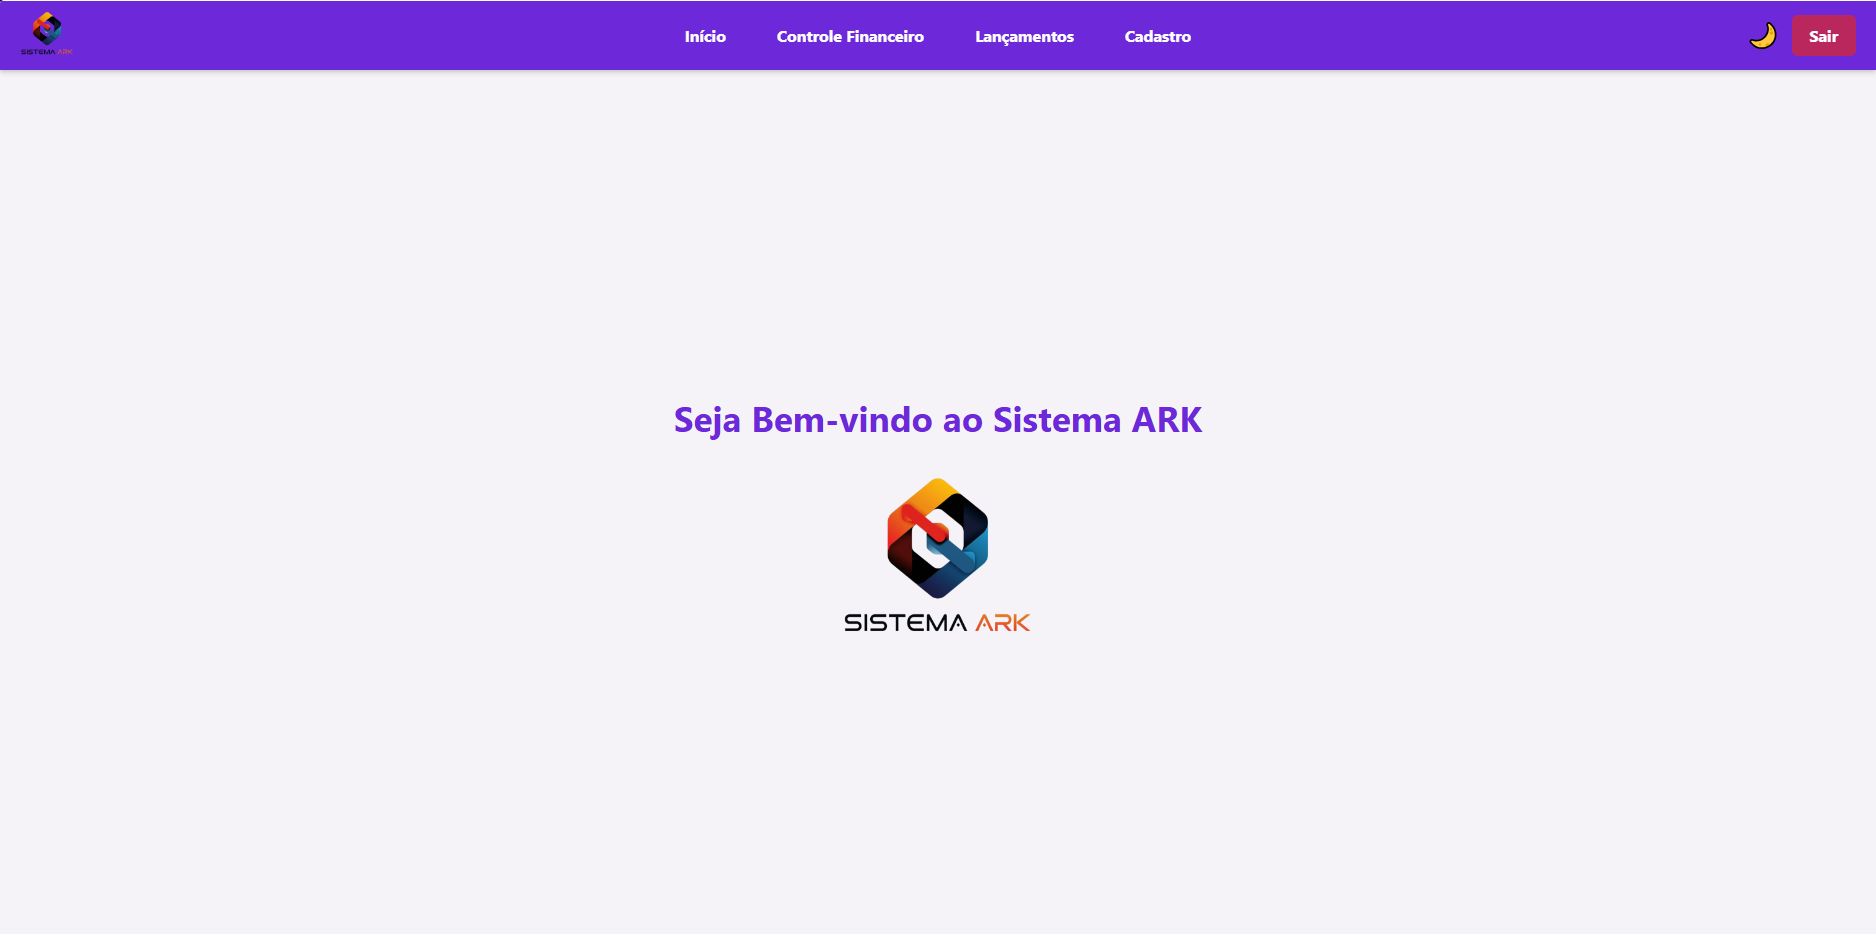 SISTEMA ARK
Início
Controle Financeiro
Lançamentos
Cadastro
Sair
Seja Bem-vindo ao Sistema ARK
SISTEMA ARK